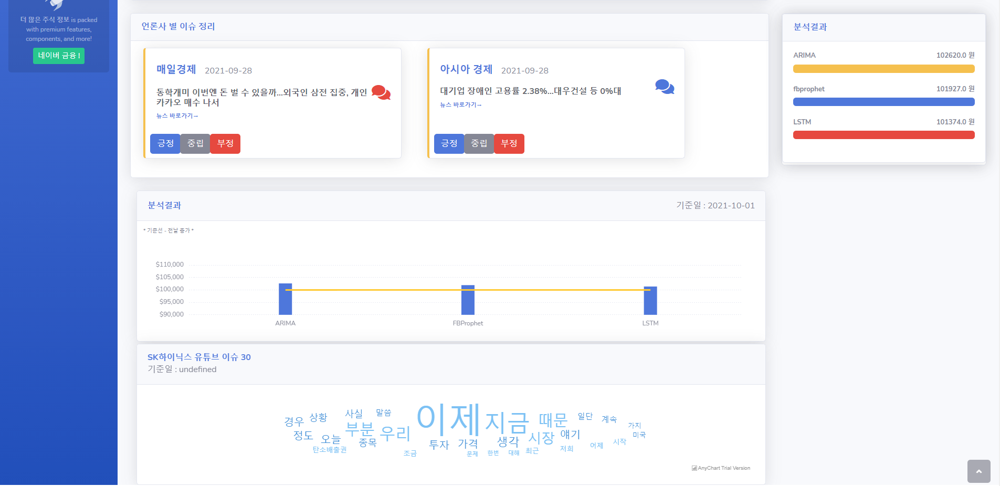 더 많은 주식 정보 is packed
with premium features,
components, and more!
네이버 금융 !
언론사 별 이슈 정리
매일경제 2021-09-28
동학개미 이번엔 돈 벌 수 있을까...외국인 삼전 집중, 개인
카카오 매수 나서
뉴스 바로가기→
긍정 중립 부정
아시아 경제 2021-09-28
대기업 장애인 고용률 2.38%...대우건설 등 0%대
뉴스 바로가기→
긍정 중립 부정
분석결과
ARIMA 102620.0 원
fbprophet 101927.0 원
LSTM 101374.0 원
분석결과 기준일 : 2021-10-01
* 기준선 - 전날 종가 *
$110,000
$105,000
$100,000
$95,000
$90,000
ARIMA FBProphet LSTM
SK하이닉스 유튜브 이슈 30
기준일 : undefined
경우 상황 사실 말씀 이제 지금 때문 일단 계속 가지
정도 오늘 부분 우리 시장 얘기 미국
탄소배출권 종목 투자 가격 생각 어제 시작
조금 문제 한번 대해 최근 저희
AnyChart Trial Version